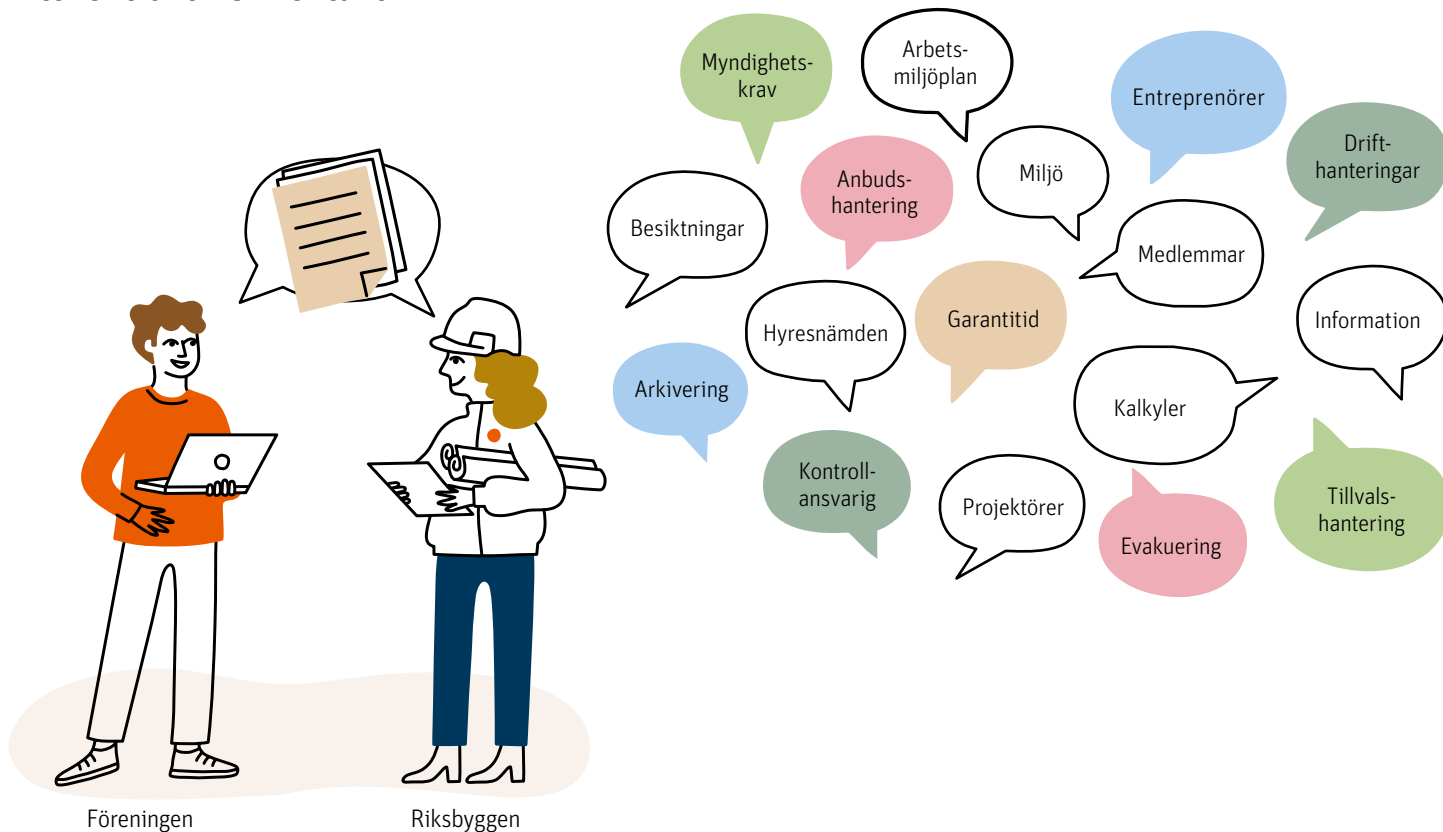 Myndighets-
krav
Arbets-
miljöplan
Entreprenörer
Drift-
hanteringar
Anbuds-
hantering
Miljö
Besiktningar
Medlemmar
Hyresnämden
Garantitid
Information
Arkivering
Kalkyler
Kontroll-
ansvarig
Projektörer
Evakuering
Tillvals-
hantering
Föreningen
Riksbyggen